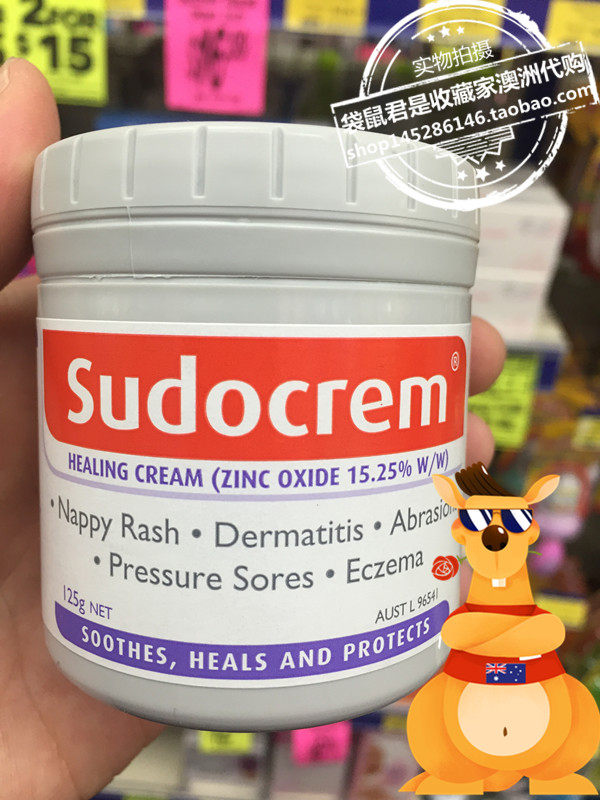 2 FOR
$15
实物拍摄
袋鼠君是收藏家澳洲代购
shop145286146.taobao.com
Sudocrem®
HEALING CREAM (ZINC OXIDE 15.25% W/W)
• Nappy Rash • Dermatitis • Abrasion
• Pressure Sores • Eczema
125g NET
AUST L 96541
SOOTHES, HEALS AND PROTECTS